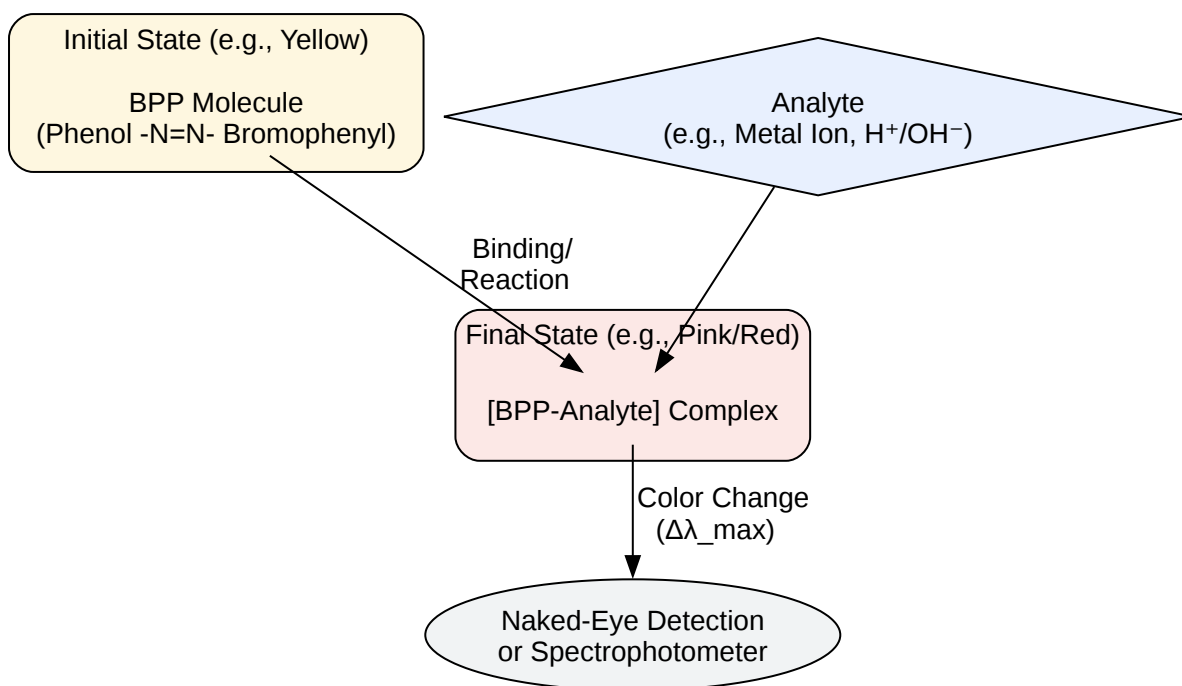 Initial State (e.g., Yellow)
BPP Molecule
(Phenol -N=N- Bromophenyl)
Analyte
(e.g., Metal Ion, H⁺/OH⁻)
Binding/
Reaction
Final State (e.g., Pink/Red)
[BPP-Analyte] Complex
Color Change
(Δλ_max)
Naked-Eye Detection
or Spectrophotometer